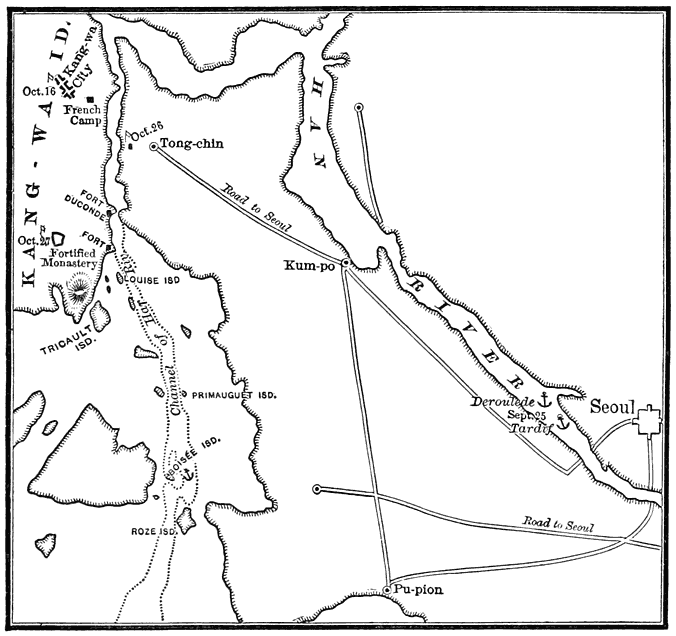 KANG-WA ID.
Kang-wa
City
Oct.16
French
Camp
Oct.26
Tong-chin
Road to Seoul
HAN
RIVER
FORT
DUCONDE
Oct.27
FORT
Fortified
Monastery
LOUISE ISD
TRICAULT
ISD.
Kum-po
Channel of Han Riv.
PRIMAUGUET ISD.
BOISÉE ISD.
ROZE ISD.
Deroulede
Sept.25
Tardif
Seoul
Road to Seoul
Pu-pion